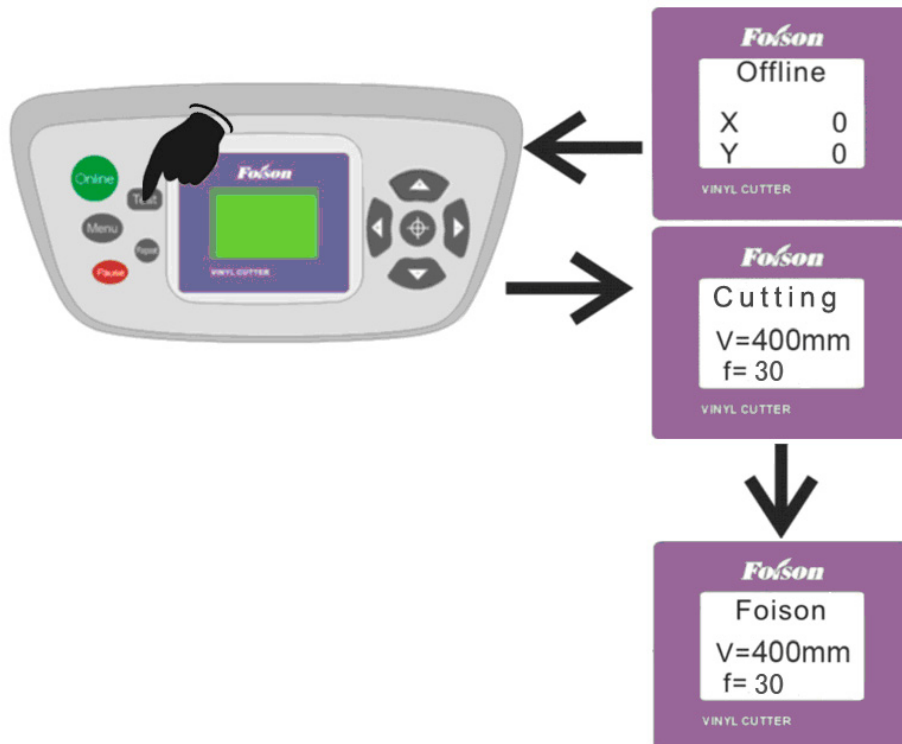 Foison
Offline
X 0
Y 0
VINYL CUTTER
Online
Test
Menu
Repeat
Pause
Foison
VINYL CUTTER
Foison
Cutting
V=400mm
f= 30
VINYL CUTTER
Foison
Foison
V=400mm
f= 30
VINYL CUTTER